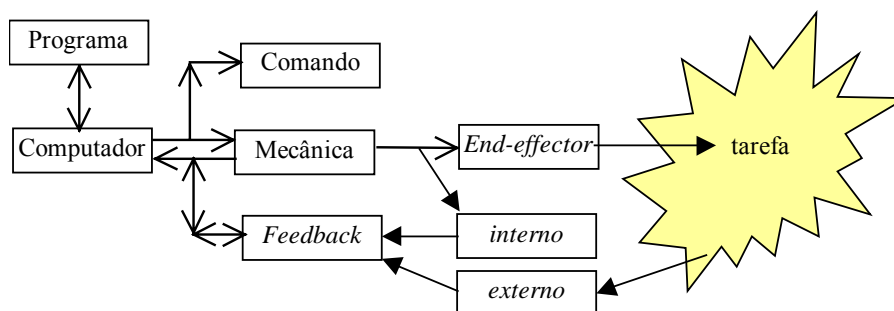 Programa
Comando
Computador
Mecânica
End-effector
tarefa
Feedback
interno
externo